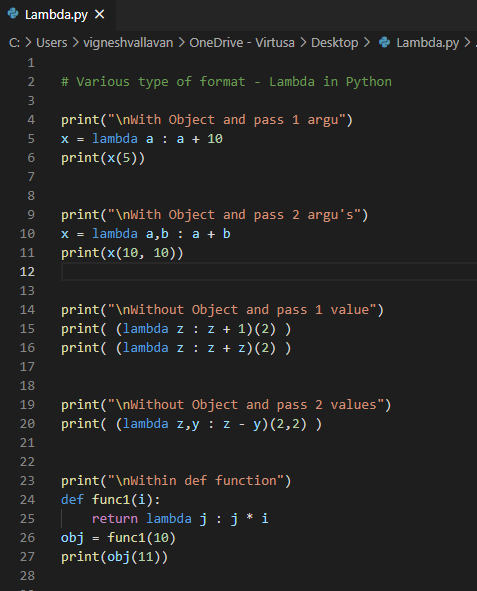 Lambda.py ×
C: > Users > vigneshvallavan > OneDrive - Virtusa > Desktop > Lambda.py > .
1
2 # Various type of format - Lambda in Python
3
4 print("\nWith Object and pass 1 argu")
5 x = lambda a : a + 10
6 print(x(5))
7
8
9 print("\nWith Object and pass 2 argu's")
10 x = lambda a,b : a + b
11 print(x(10, 10))
12
13
14 print("\nWithout Object and pass 1 value")
15 print( (lambda z : z + 1)(2) )
16 print( (lambda z : z + z)(2) )
17
18
19 print("\nWithout Object and pass 2 values")
20 print( (lambda z,y : z - y)(2,2) )
21
22
23 print("\nWithin def function")
24 def func1(i):
25     return lambda j : j * i
26 obj = func1(10)
27 print(obj(11))
28